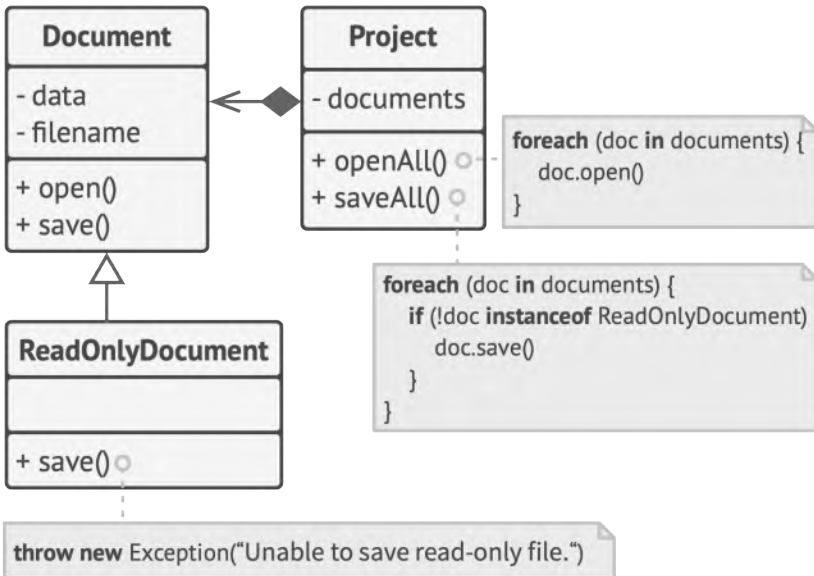 Document
- data
- filename
+ open()
+ save()
Project
- documents
+ openAll()
+ saveAll()
foreach (doc in documents) {
doc.open()
}
foreach (doc in documents) {
if (!doc instanceof ReadOnlyDocument)
doc.save()
}
}
ReadOnlyDocument
+ save()
throw new Exception(“Unable to save read-only file.“)